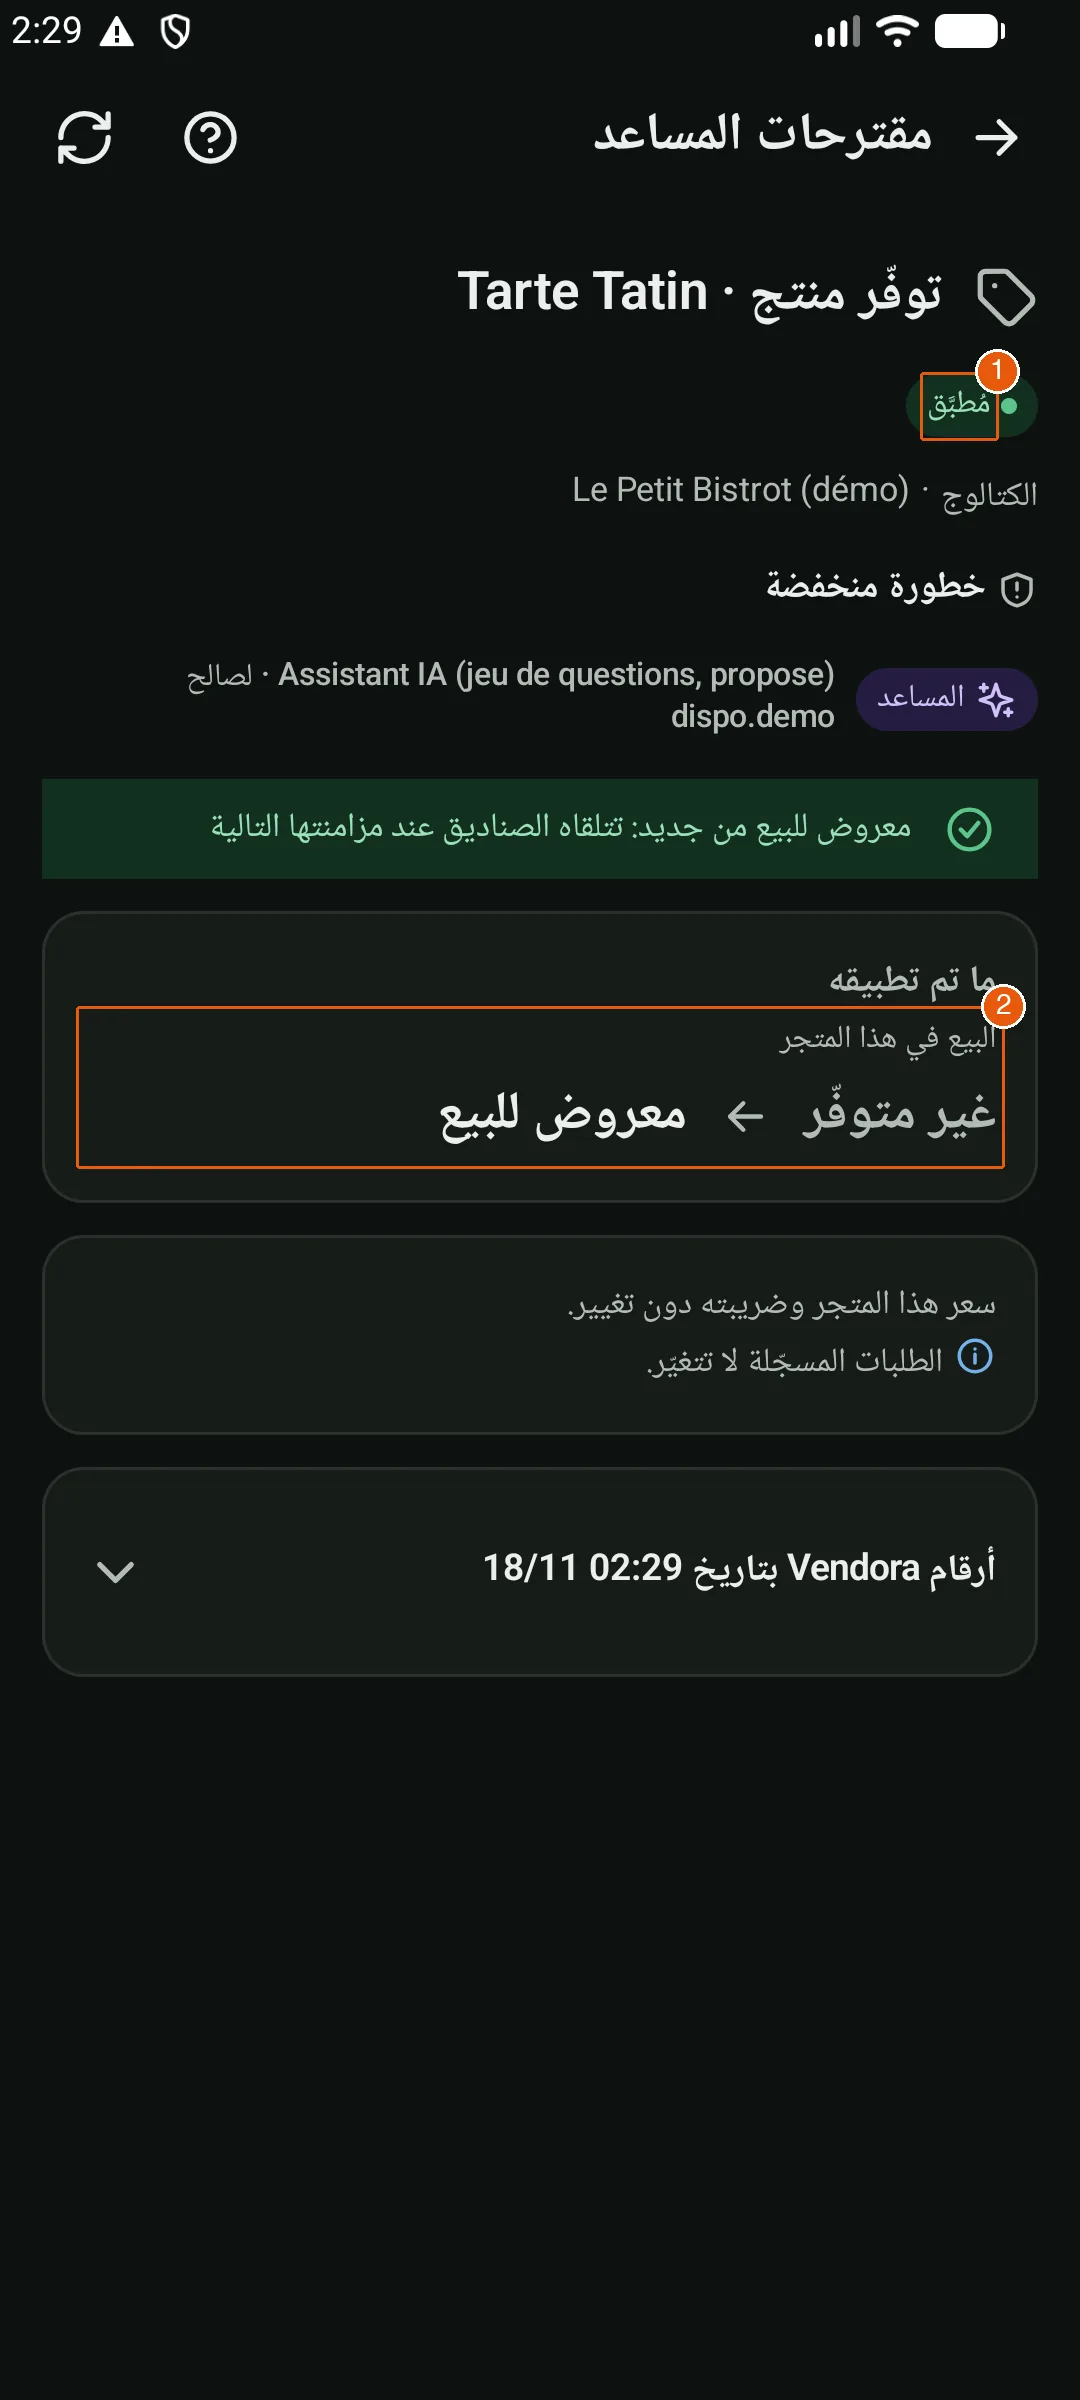 2:29
مقترحات المساعد
توفّر منتج · Tarte Tatin
1
مُطبَّق
الكتالوج · Le Petit Bistrot (démo)
خطورة منخفضة
المساعد
Assistant IA (jeu de questions, propose) · لصالح
dispo.demo
معروض للبيع من جديد: تتلقاه الصناديق عند مزامنتها التالية
ما تم تطبيقه
2
البيع في هذا المتجر
غير متوفّر ← معروض للبيع
سعر هذا المتجر وضريبته دون تغيير.
الطلبات المسجّلة لا تتغيّر.
أرقام Vendora بتاريخ 18/11 02:29